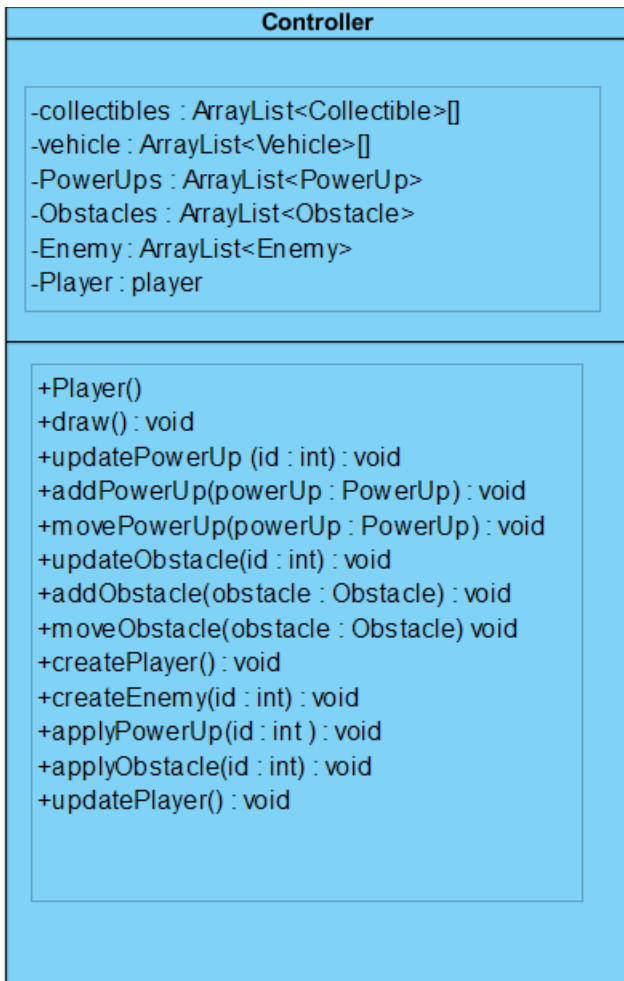 Controller
-collectibles : ArrayList<Collectible>[]
-vehicle : ArrayList<Vehicle>[]
-PowerUps : ArrayList<PowerUp>
-Obstacles : ArrayList<Obstacle>
-Enemy : ArrayList<Enemy>
-Player : player
+Player()
+draw() : void
+updatePowerUp (id : int) : void
+addPowerUp(powerUp : PowerUp) : void
+movePowerUp(powerUp : PowerUp) : void
+updateObstacle(id : int) : void
+addObstacle(obstacle : Obstacle) : void
+moveObstacle(obstacle : Obstacle) void
+createPlayer() : void
+createEnemy(id : int) : void
+applyPowerUp(id : int ) : void
+applyObstacle(id : int) : void
+updatePlayer() : void